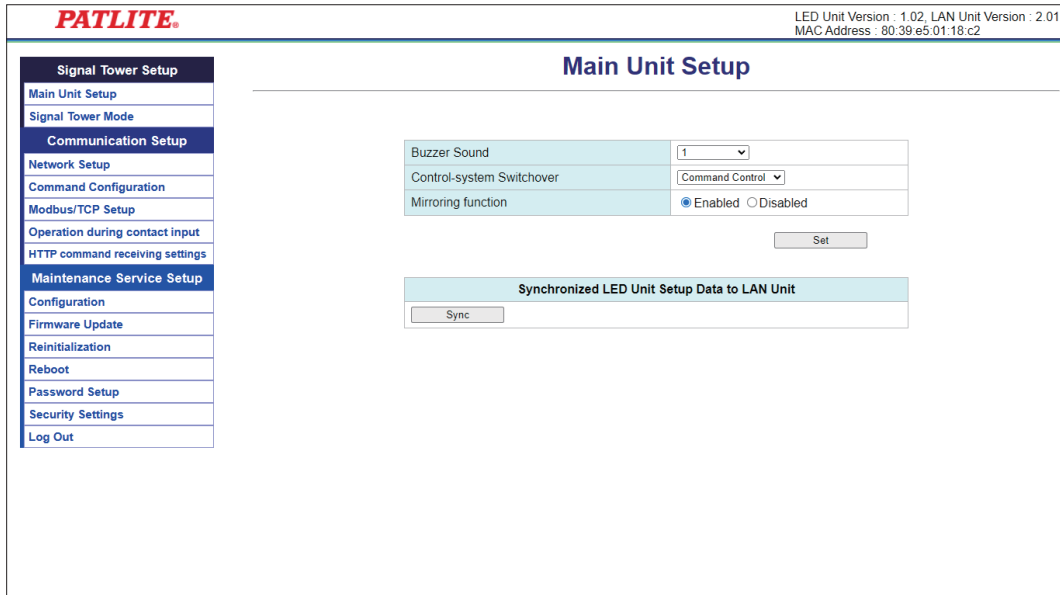 PATLITE®
LED Unit Version : 1.02, LAN Unit Version : 2.01
MAC Address : 80:39:e5:01:18:c2
Signal Tower Setup
Main Unit Setup
Signal Tower Mode
Communication Setup
Network Setup
Command Configuration
Modbus/TCP Setup
Operation during contact input
HTTP command receiving settings
Maintenance Service Setup
Configuration
Firmware Update
Reinitialization
Reboot
Password Setup
Security Settings
Log Out
Main Unit Setup
Buzzer Sound 1
Control-system Switchover Command Control
Mirroring function Enabled Disabled
Set
Synchronized LED Unit Setup Data to LAN Unit
Sync